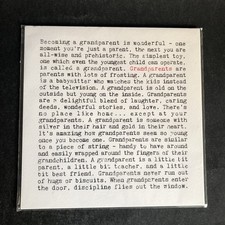 Becoming a grandparent is wonderful - one
moment you're just a parent, the next you are
all-wise and prehistoric. The simplest toy,
one which even the youngest child can operate,
is called a grandparent. Grandparents are
parents with lots of frosting. A grandparent
is a babysitter who watches the kids instead
of the television. A grandparent is old on the
outside but young on the inside. Grandparents
are a delightful blend of laughter, caring
deeds, wonderful stories, and love. There's
no place like home... except at your
grandparents. A grandparent is someone with
silver in their hair and gold in their heart.
It's amazing how grandparents seem so young
once you become one. Grandparents are similar
to a piece of string - handy to have around
and easily wrapped around the fingers of their
grandchildren. A grandparent is a little bit
parent, a little bit teacher, and a little
bit best friend. Grandparents never run out
of hugs or biscuits. When grandparents enter
the door, discipline flies out the window.